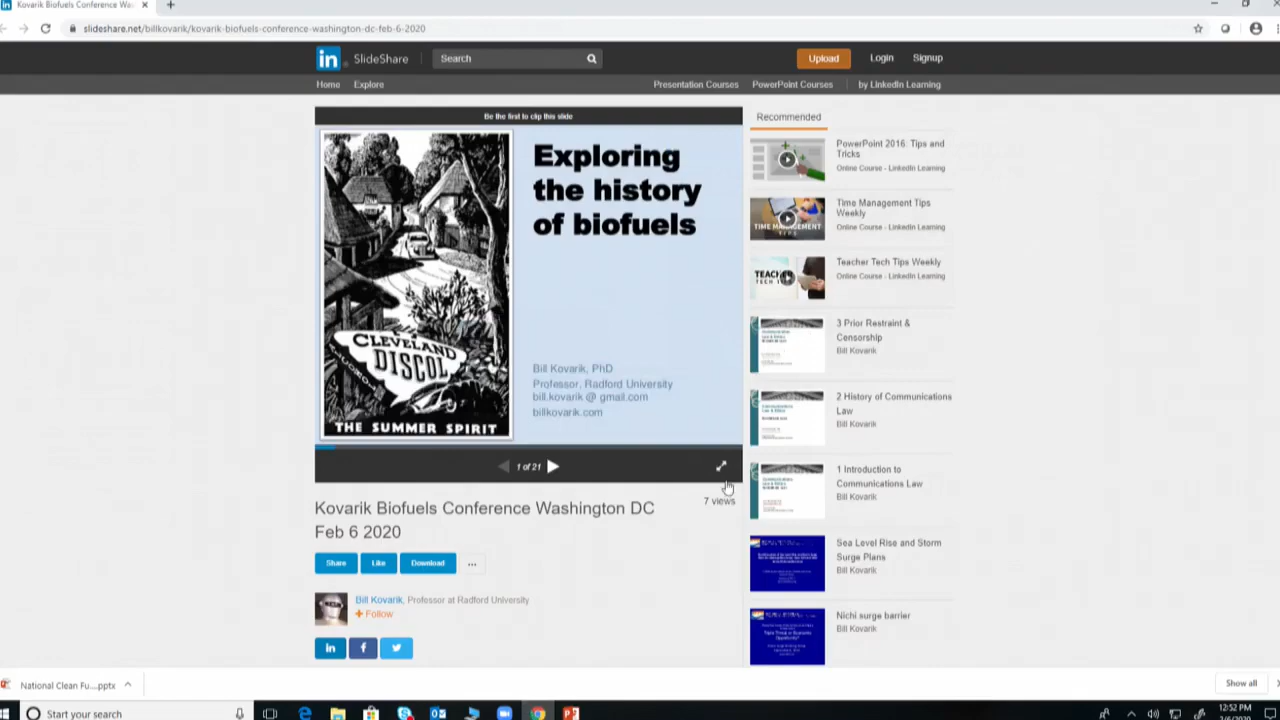 Kovarik Biofuels Conference Wa
slideshare.net/billkovarik/kovarik-biofuels-conference-washington-dc-feb-6-2020
in SlideShare
Search
Upload
Login
Signup
Home
Explore
Presentation Courses
PowerPoint Courses
by LinkedIn Learning
Be the first to clip this slide
Exploring
the history
of biofuels
Bill Kovarik, PhD
Professor, Radford University
bill.kovarik @ gmail.com
billkovarik.com
CLEVELAND
DISCOL
THE SUMMER SPIRIT
1 of 21
7 views
Kovarik Biofuels Conference Washington DC
Feb 6 2020
Share
Like
Download
...
Bill Kovarik, Professor at Radford University
+ Follow
in
f
Recommended
PowerPoint 2016: Tips and
Tricks
Online Course - LinkedIn Learning
TIME MANAGEMENT
TIPS
Time Management Tips
Weekly
Online Course - LinkedIn Learning
TEACHER
Teacher Tech Tips Weekly
Online Course - LinkedIn Learning
3 Prior Restraint &
Censorship
Bill Kovarik
2 History of Communications
Law
Bill Kovarik
1 Introduction to
Communications Law
Bill Kovarik
Sea Level Rise and Storm
Surge Plans
Bill Kovarik
Nichi surge barrier
Bill Kovarik
National Clean Fu....pptx
Show all
Start your search
12:52 PM